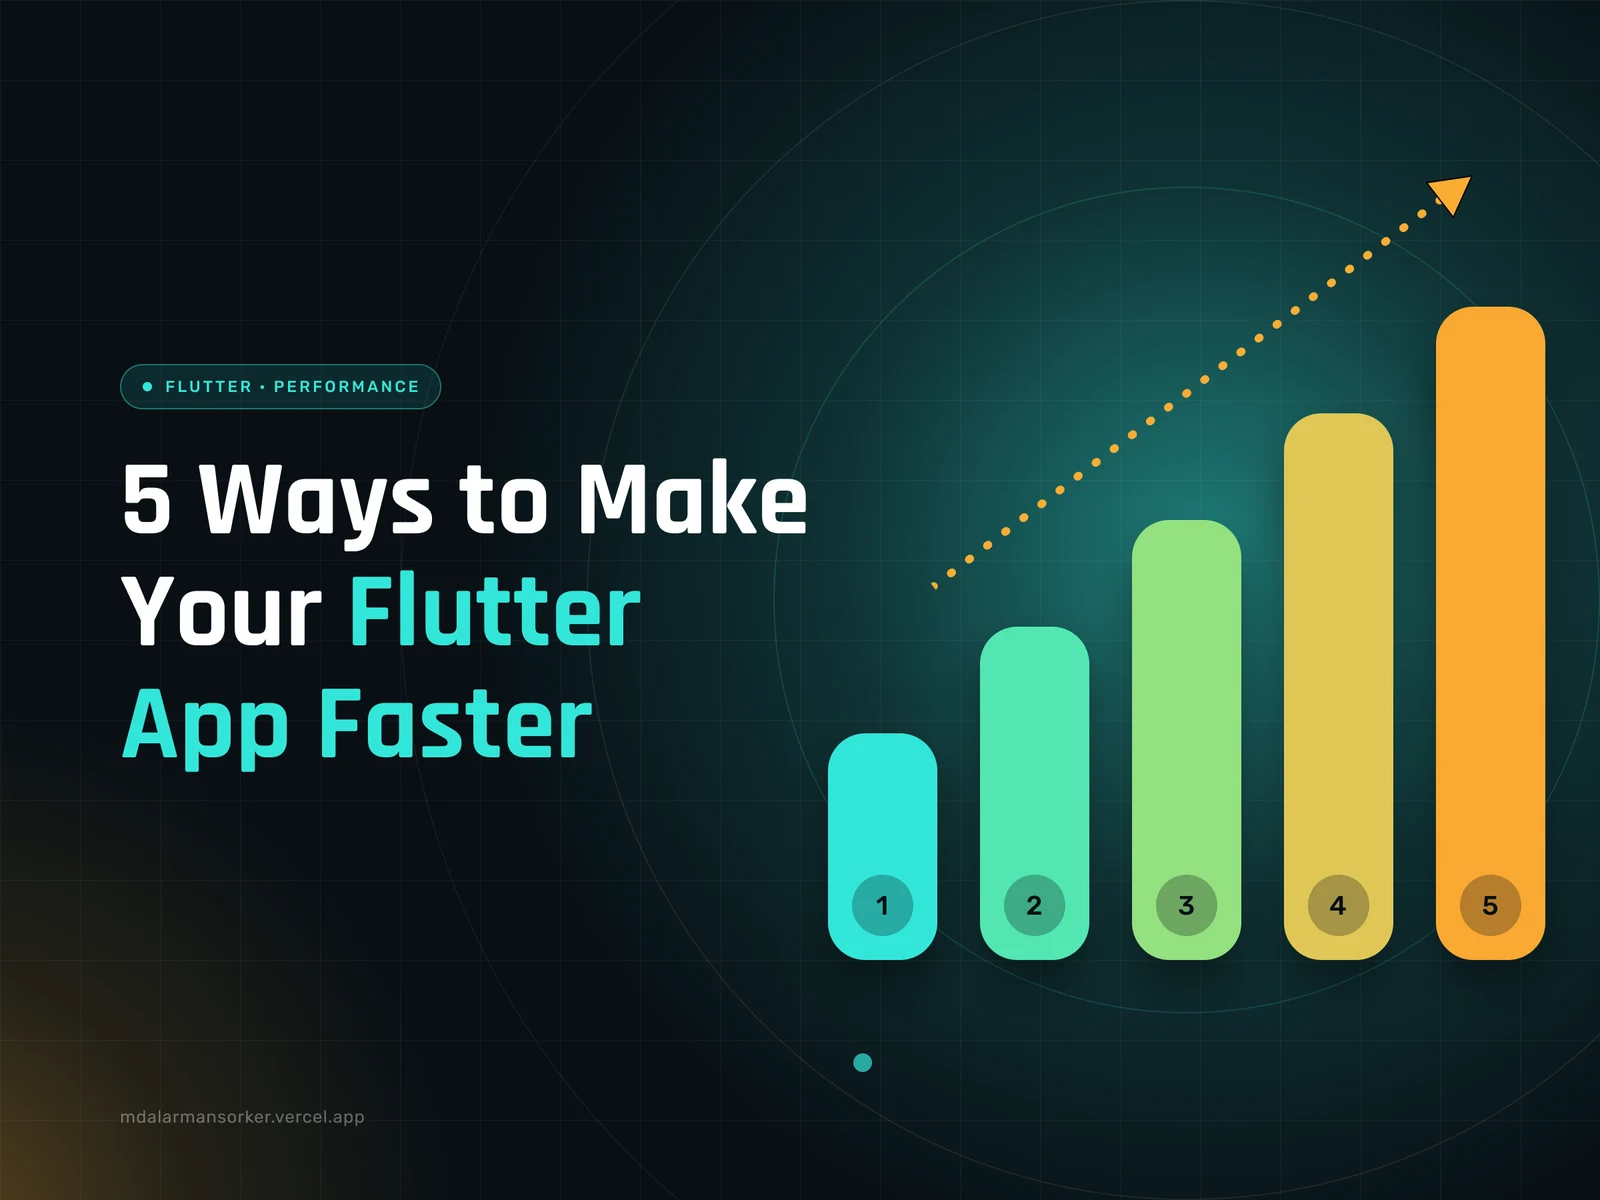 FLUTTER • PERFORMANCE
5 Ways to Make
Your Flutter
App Faster
1
2
3
4
5
mdalarmansorker.vercel.app